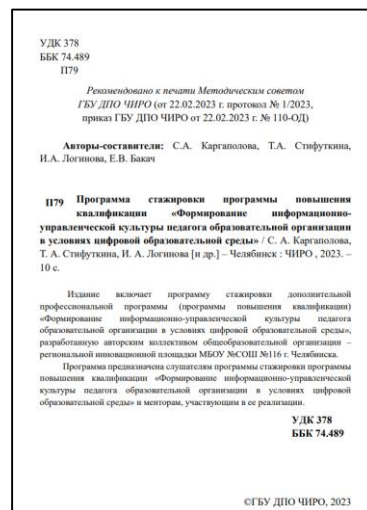 УДК 378
ББК 74.489
П79
Рекомендовано к печати Методическим советом
ГБУ ДПО ЧИРО (от 22.02.2023 г. протокол № 1/2023,
приказ ГБУ ДПО ЧИРО от 22.02.2023 г. № 110-ОД)
Авторы-составители: С.А. Каргаполова, Т.А. Стифуткина,
И.А. Логинова, Е.В. Бакач
П79 Программа стажировки программы повышения
квалификации «Формирование информационно-
управленческой культуры педагога образовательной организации
в условиях цифровой образовательной среды» / С. А. Каргаполова,
Т. А. Стифуткина, И. А. Логинова [и др.] – Челябинск : ЧИРО , 2023. –
10 с.
Издание включает программу стажировки дополнительной
профессиональной программы (программы повышения квалификации)
«Формирование информационно-управленческой культуры педагога
образовательной организации в условиях цифровой образовательной среды»,
разработанную авторским коллективом общеобразовательной организации –
региональной инновационной площадки МБОУ №СОШ №116 г. Челябинска.
Программа предназначена слушателям программы стажировки программы
повышения квалификации «Формирование информационно-управленческой
культуры педагога образовательной организации в условиях цифровой
образовательной среды» и менторам, участвующим в ее реализации.
УДК 378
ББК 74.489
©ГБУ ДПО ЧИРО, 2023